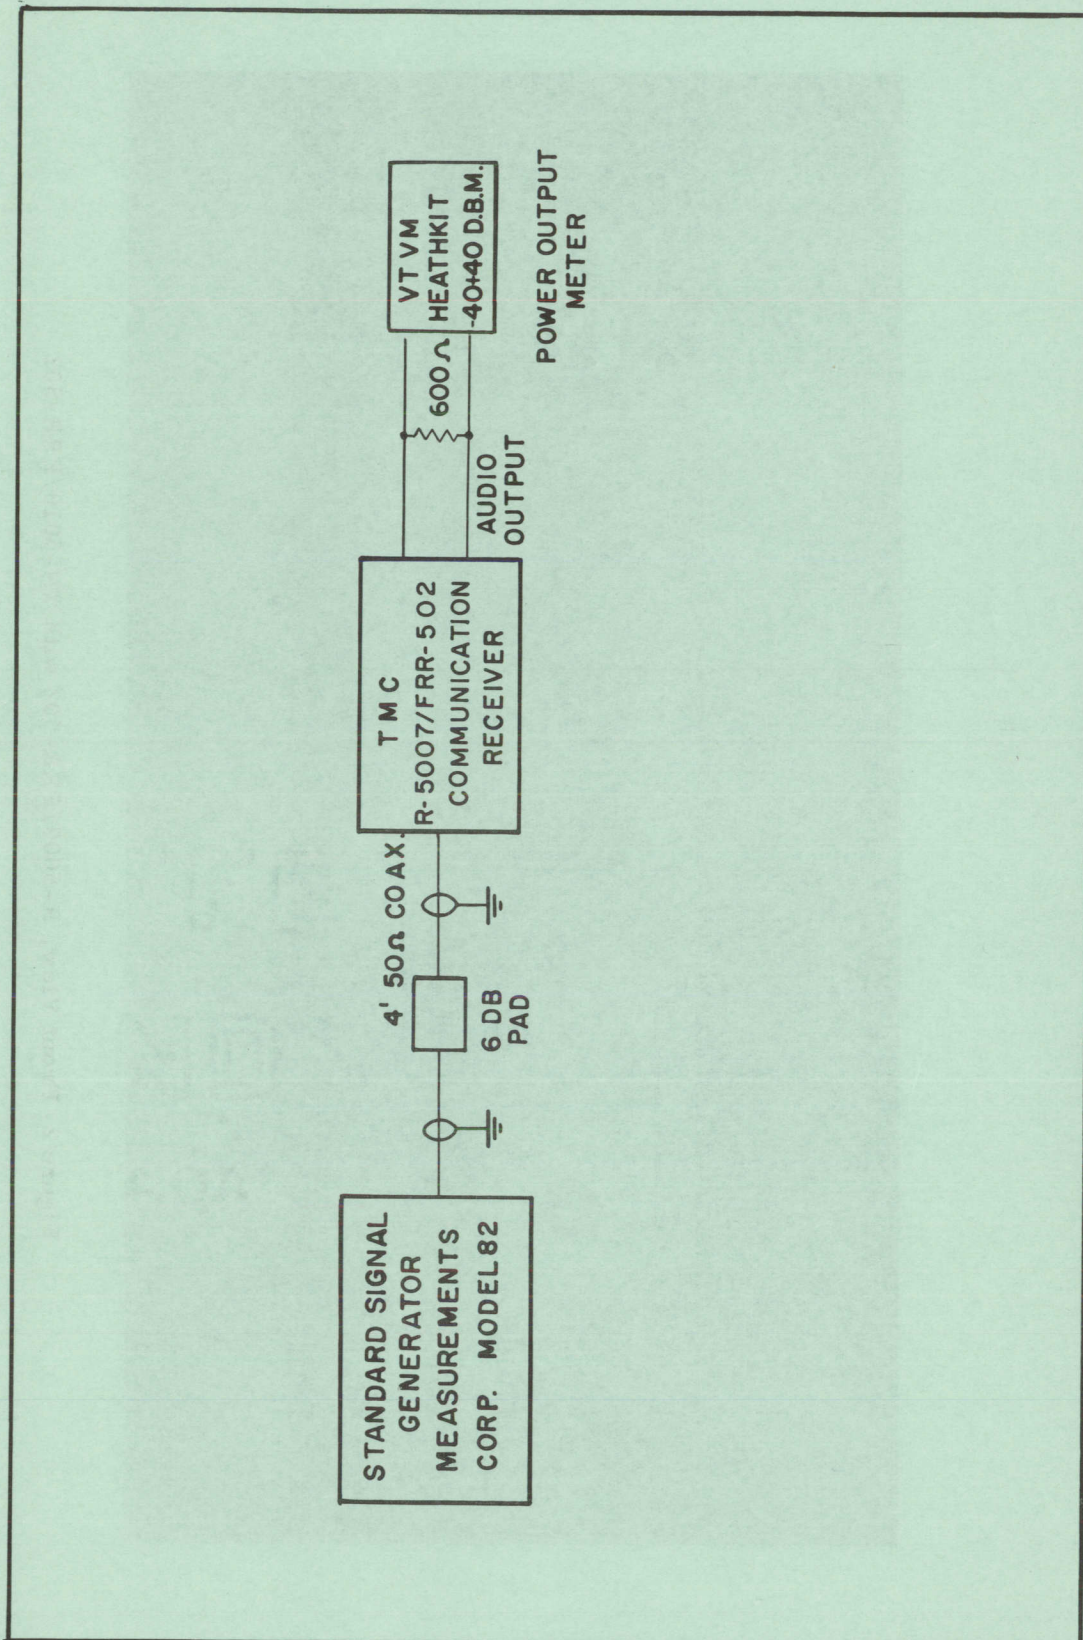 STANDARD SIGNAL
GENERATOR
MEASUREMENTS
CORP. MODEL 82
6 DB
PAD
4' 50Ω COAX.
TMC
R-5007/FRR-502
COMMUNICATION
RECEIVER
AUDIO
OUTPUT
600Ω
VTVM
HEATHKIT
-40+40 D.B.M.
POWER OUTPUT
METER